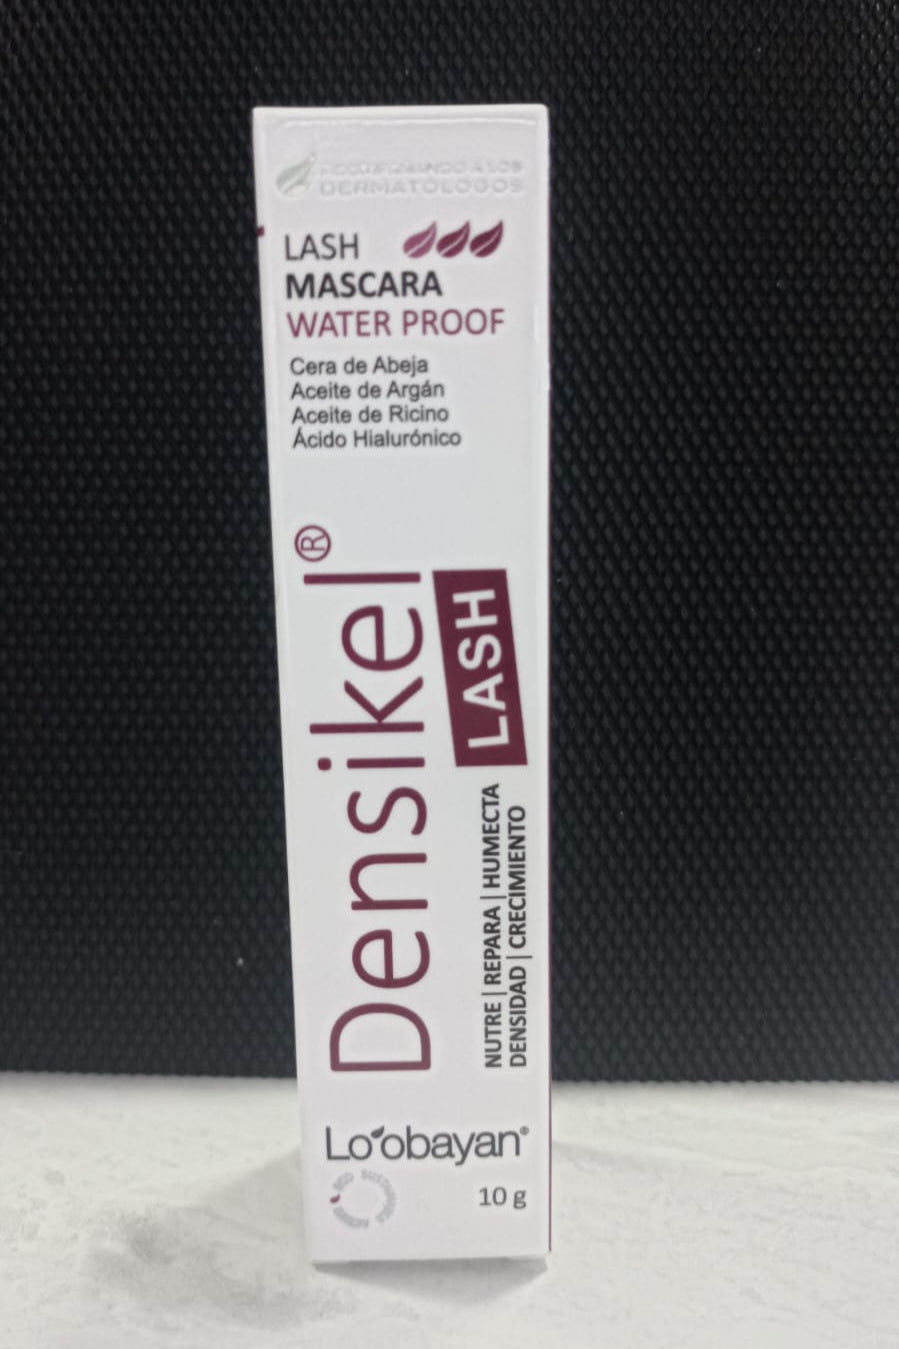 DERMATÓLOGOS
LASH
MASCARA
WATER PROOF
Cera de Abeja
Aceite de Argán
Aceite de Ricino
Ácido Hialurónico
Densikel®
LASH
NUTRE | REPARA | HUMECTA
DENSIDAD | CRECIMIENTO
Lo'obayan®
10 g